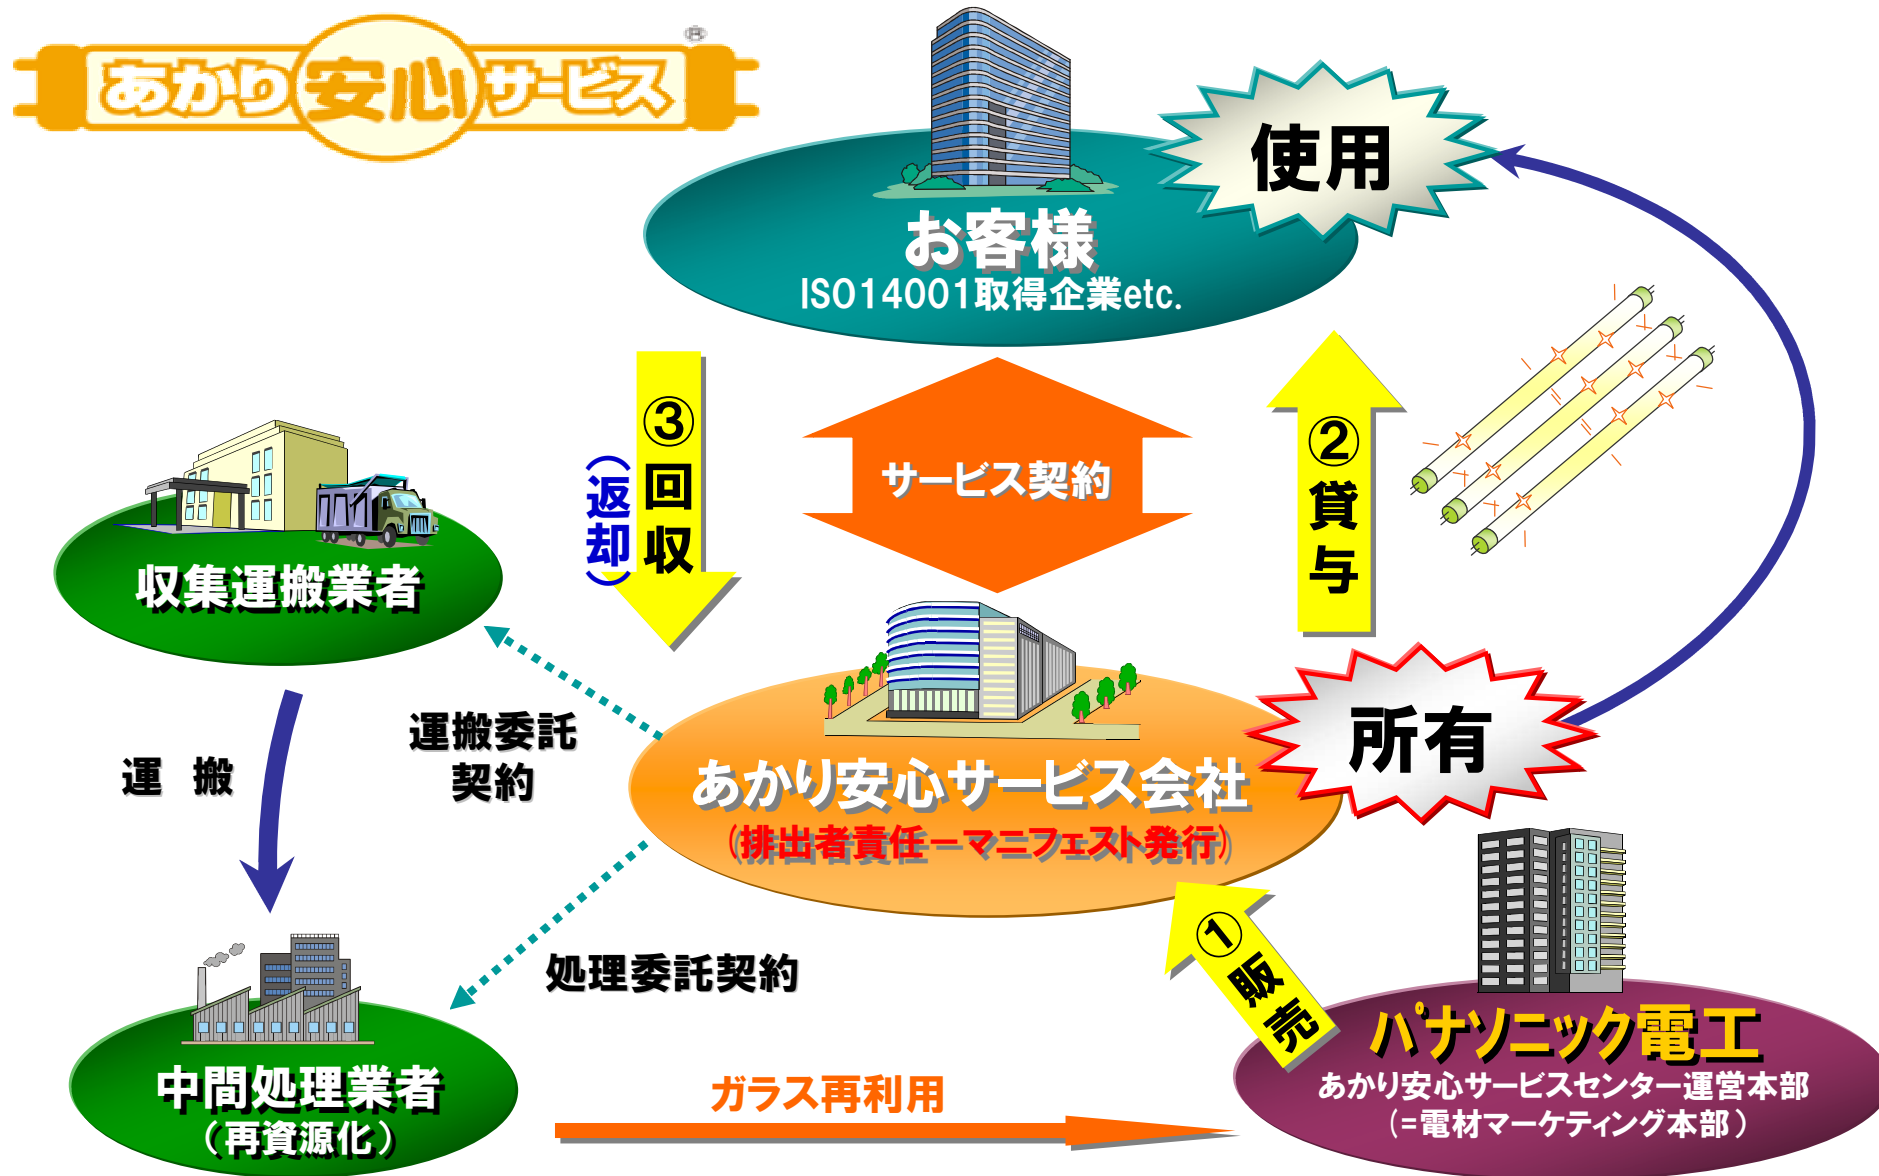 あかり安心サービス®
使用
お客様
ISO14001取得企業etc.
③回収
(返却)
サービス契約
②貸与
収集運搬業者
所有
運搬委託
契約
運 搬
あかり安心サービス会社
(排出者責任－マニフェスト発行)
①販売
処理委託契約
パナソニック電工
あかり安心サービスセンター運営本部
(=電材マーケティング本部)
中間処理業者
(再資源化)
ガラス再利用